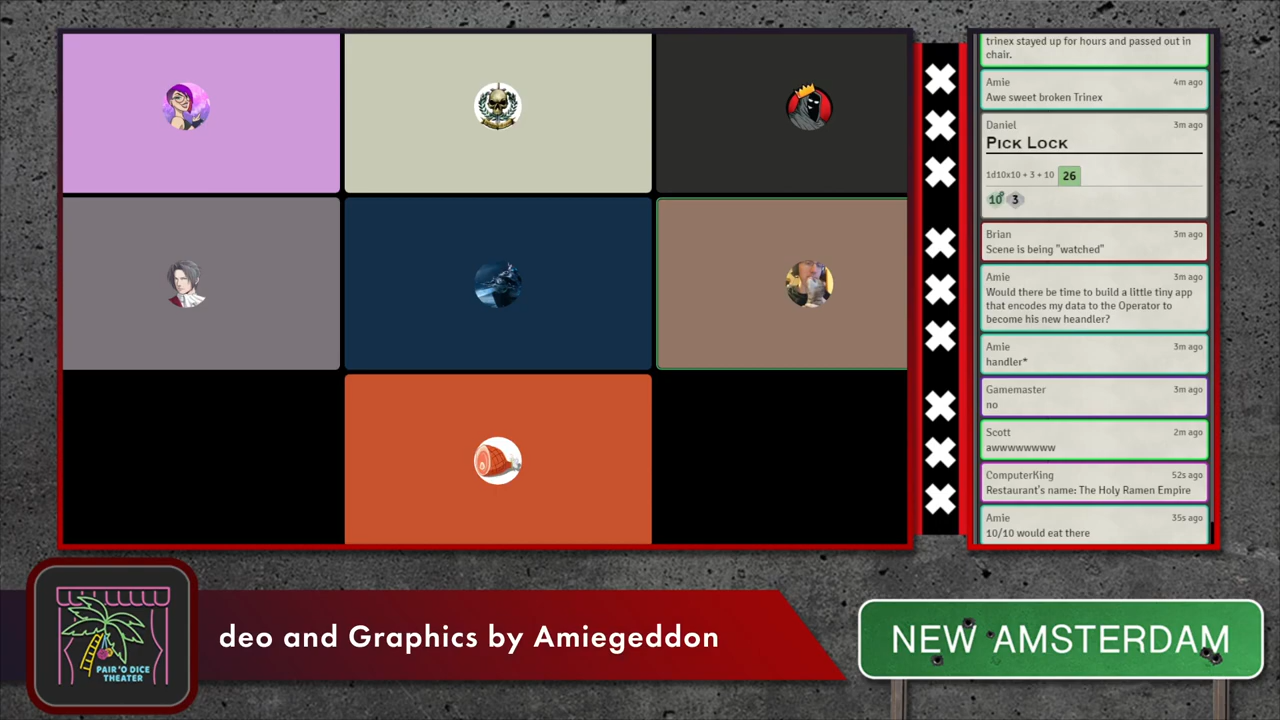 trinex stayed up for hours and passed out in
chair.
Amie 4m ago
Awe sweet broken Trinex
Daniel 3m ago
Pick Lock
1d10x10 + 3 + 10 26
10 3
Brian 3m ago
Scene is being "watched"
Amie 3m ago
Would there be time to build a little tiny app
that encodes my data to the Operator to
become his new heandler?
Amie 3m ago
handler*
Gamemaster 3m ago
no
Scott 2m ago
awwwwwwww
ComputerKing 52s ago
Restaurant's name: The Holy Ramen Empire
Amie 35s ago
10/10 would eat there
PAIR'O DICE
THEATER
deo and Graphics by Amiegeddon
NEW AMSTERDAM